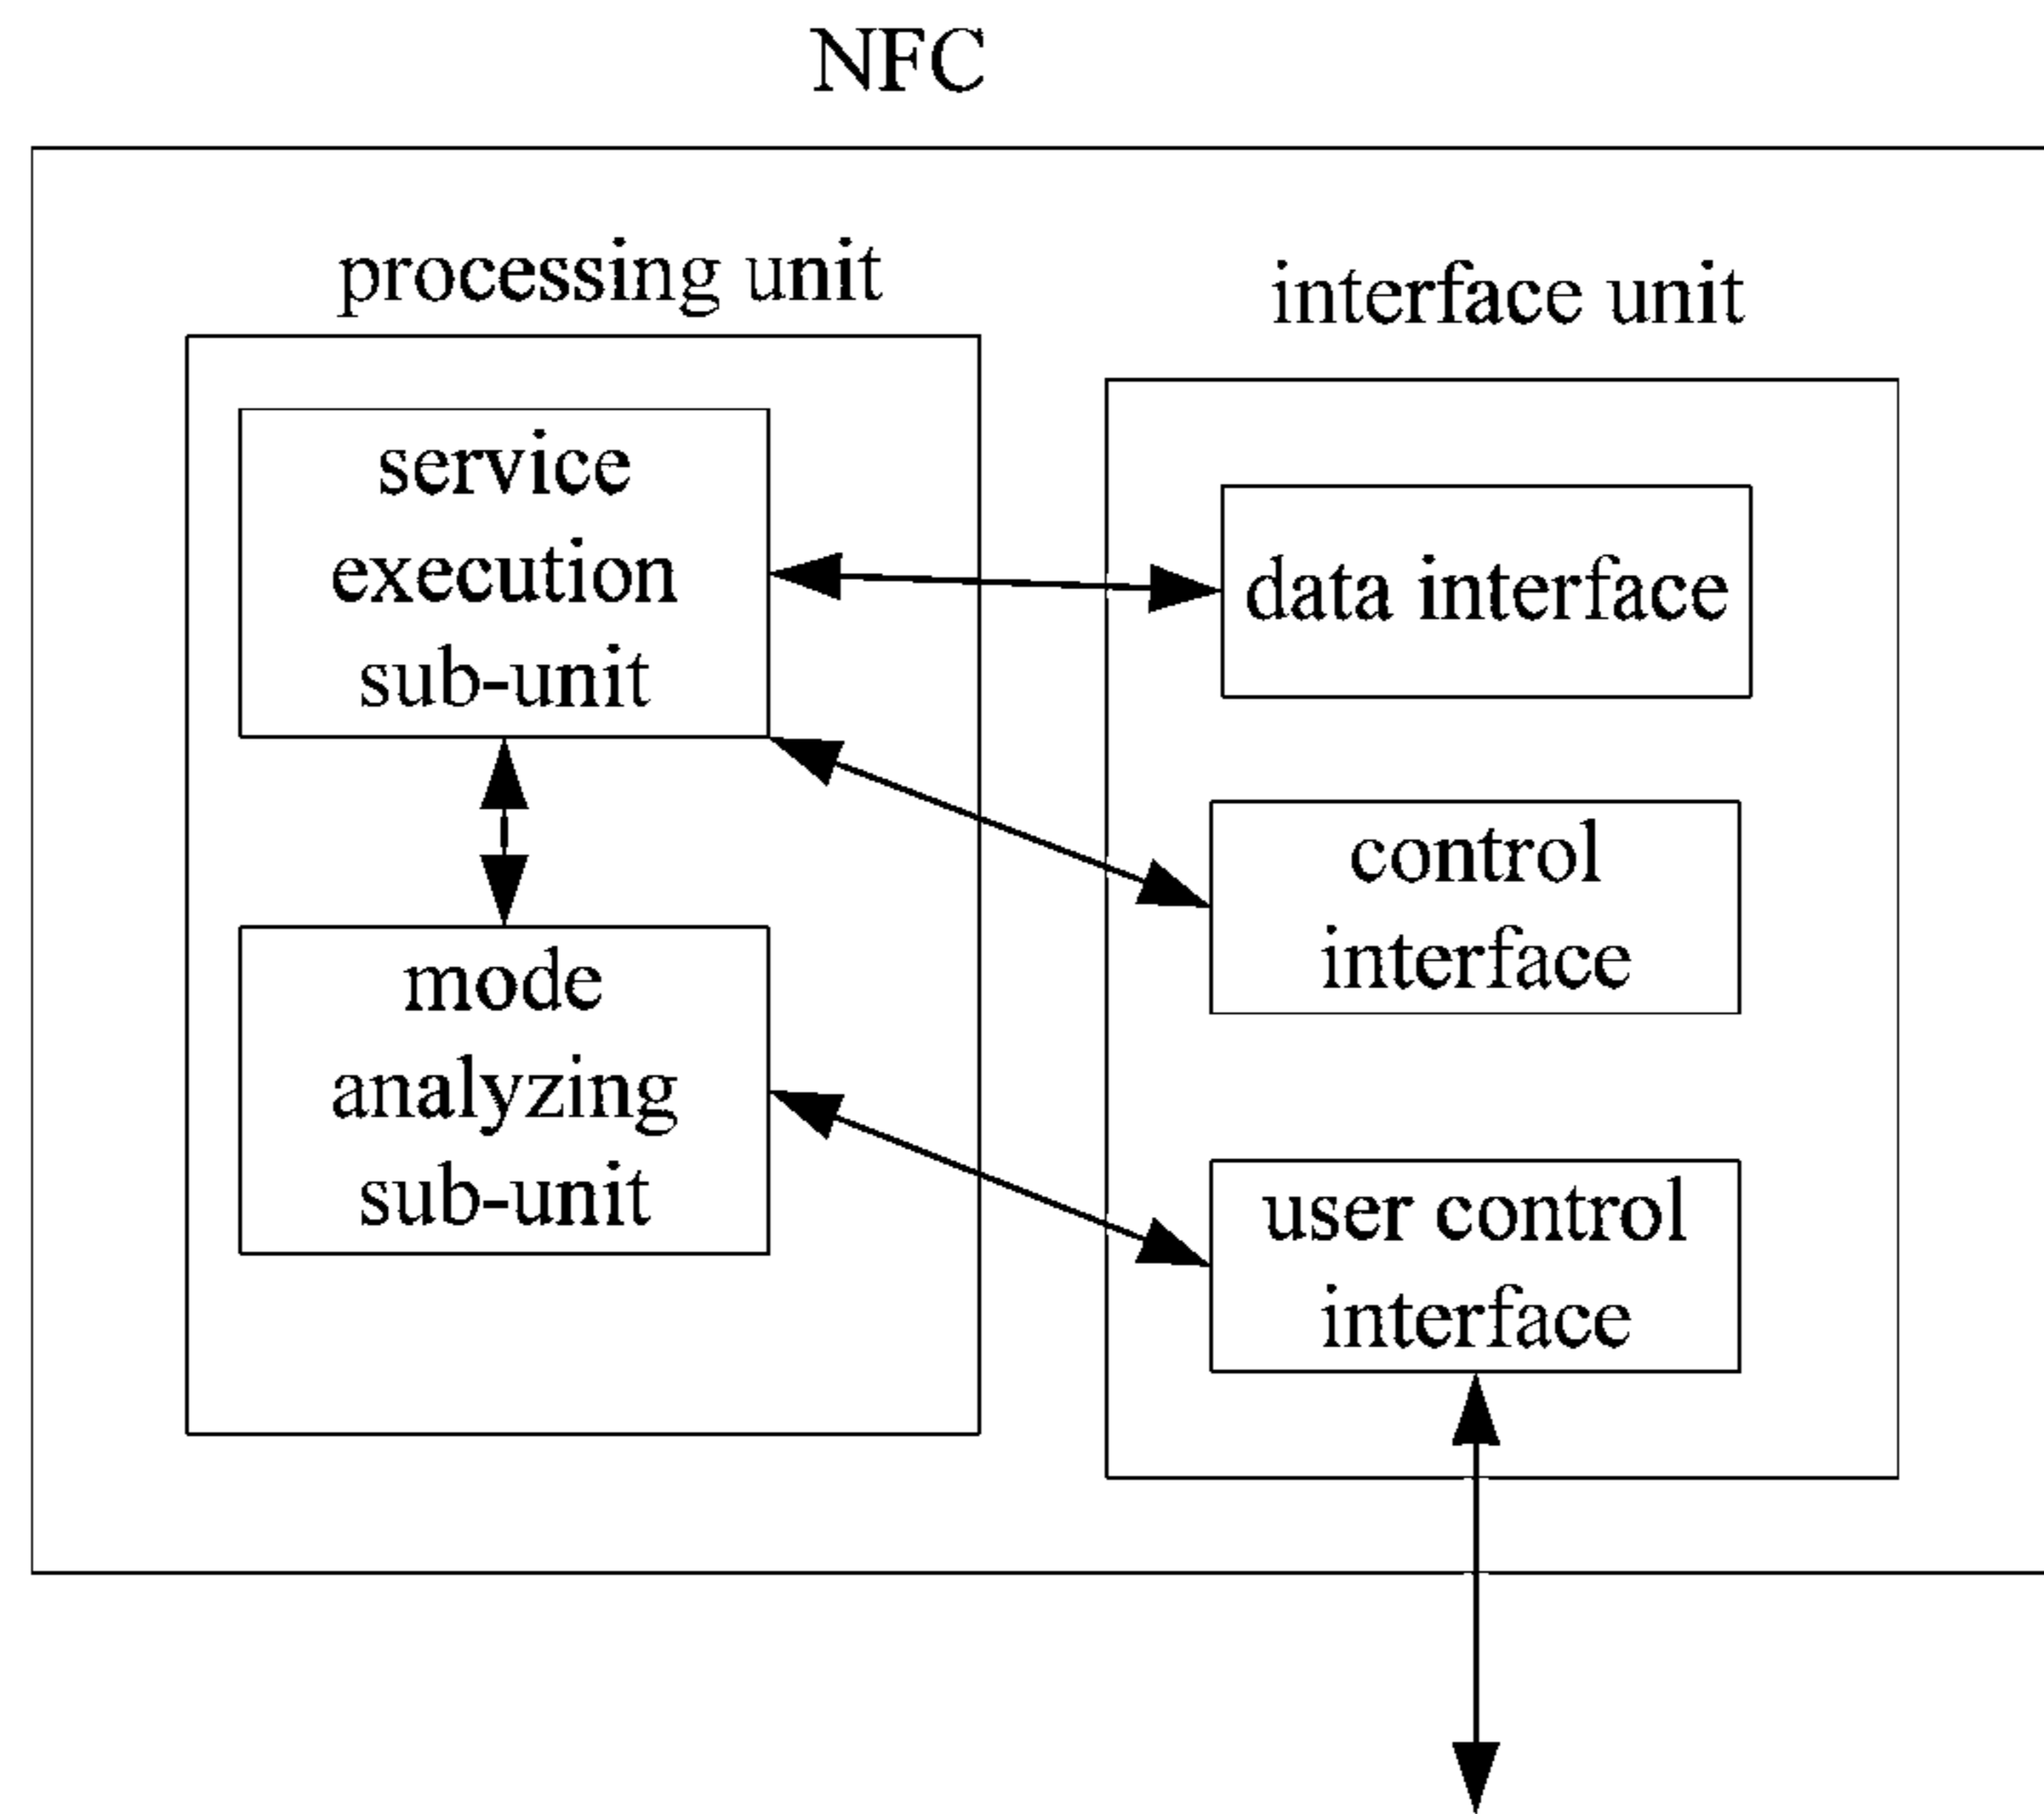 NFC
processing unit
service
execution
sub-unit
mode
analyzing
sub-unit
interface unit
data interface
control
interface
user control
interface